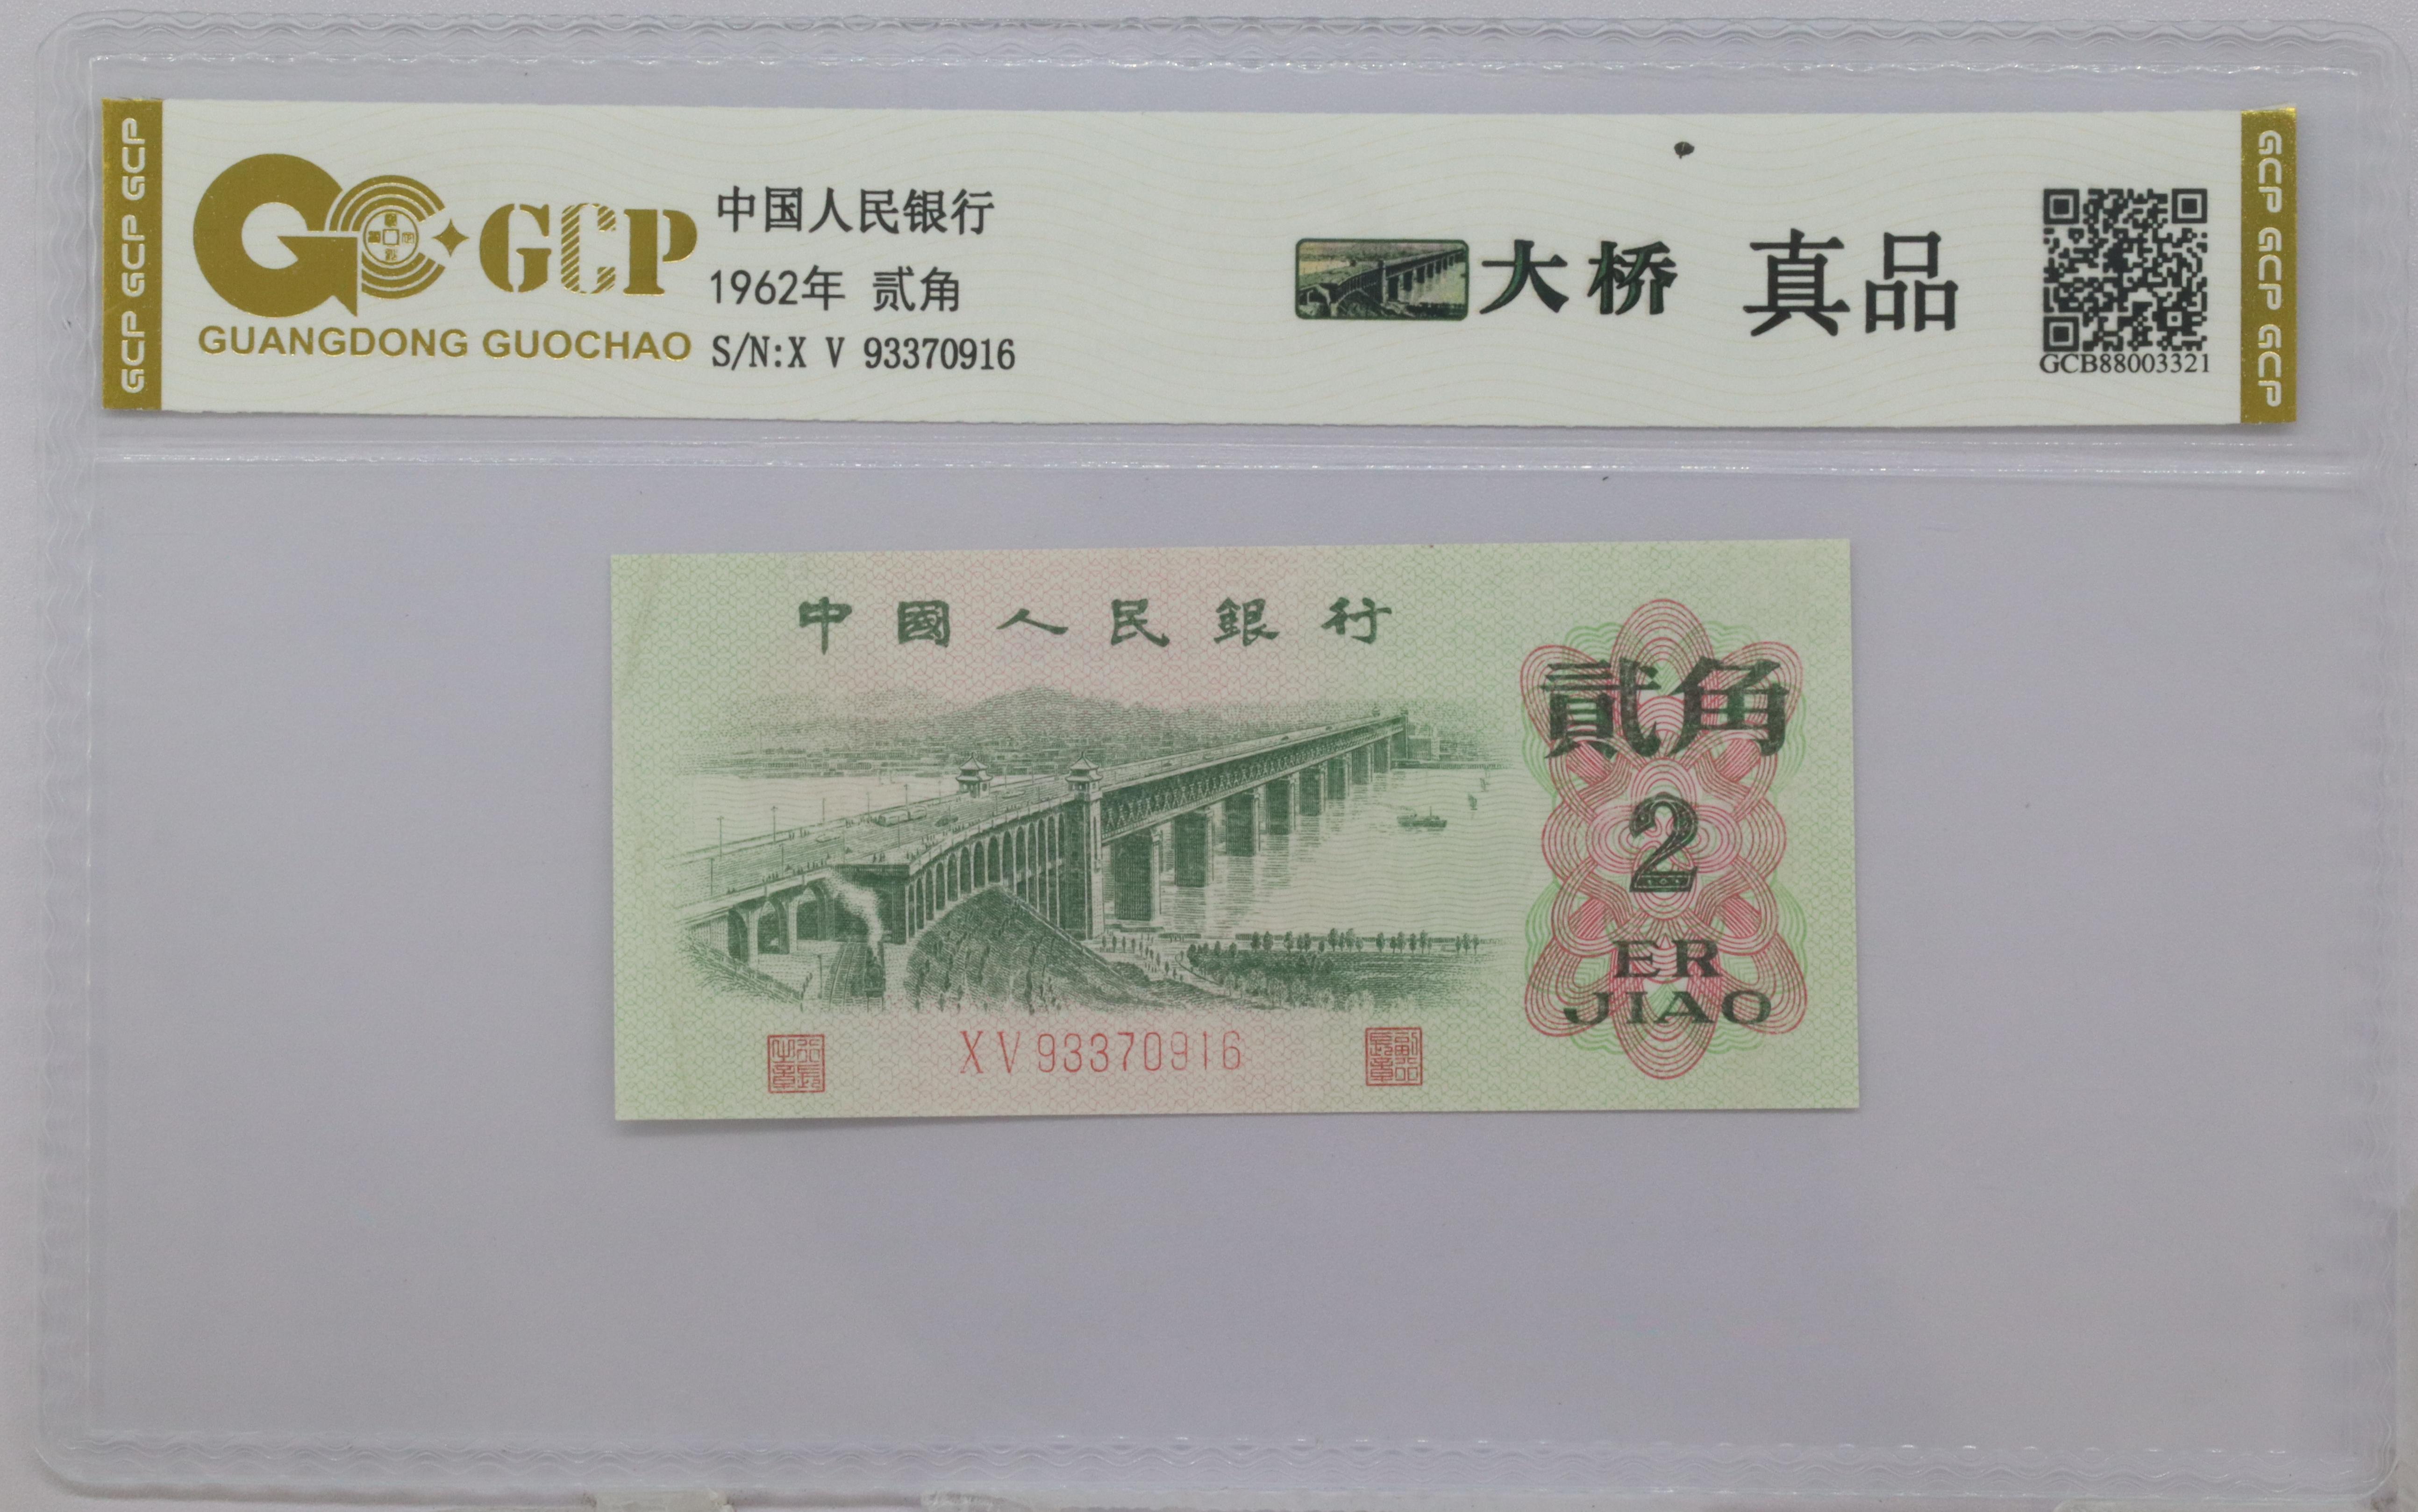 GCP GCP GCP
GCP
GUANGDONG GUOCHAO
中国人民银行
1962年 贰角
S/N:X V 93370916
大桥 真品
GCB88003321
GCP GCP GCP
中國人民銀行
貳角
2
ER
JIAO
XV93370916